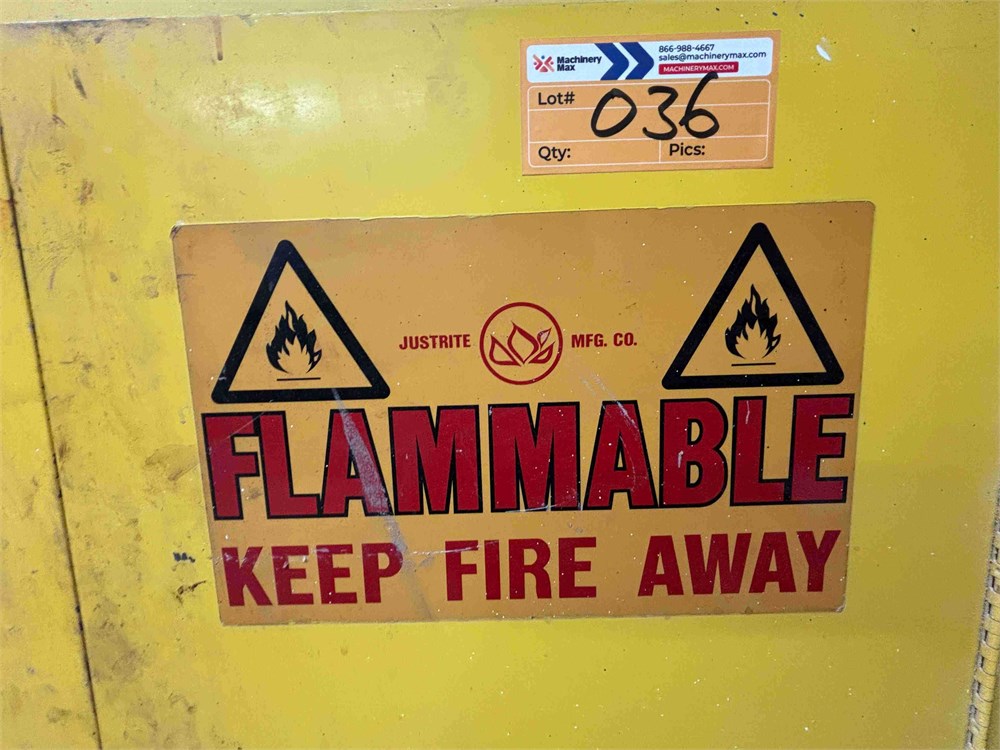 Machinery
Max
866-988-4667
sales@machinerymax.com
MACHINERYMAX.COM
Lot# 036
Qty: Pics:
JUSTRITE MFG. CO.
FLAMMABLE
KEEP FIRE AWAY